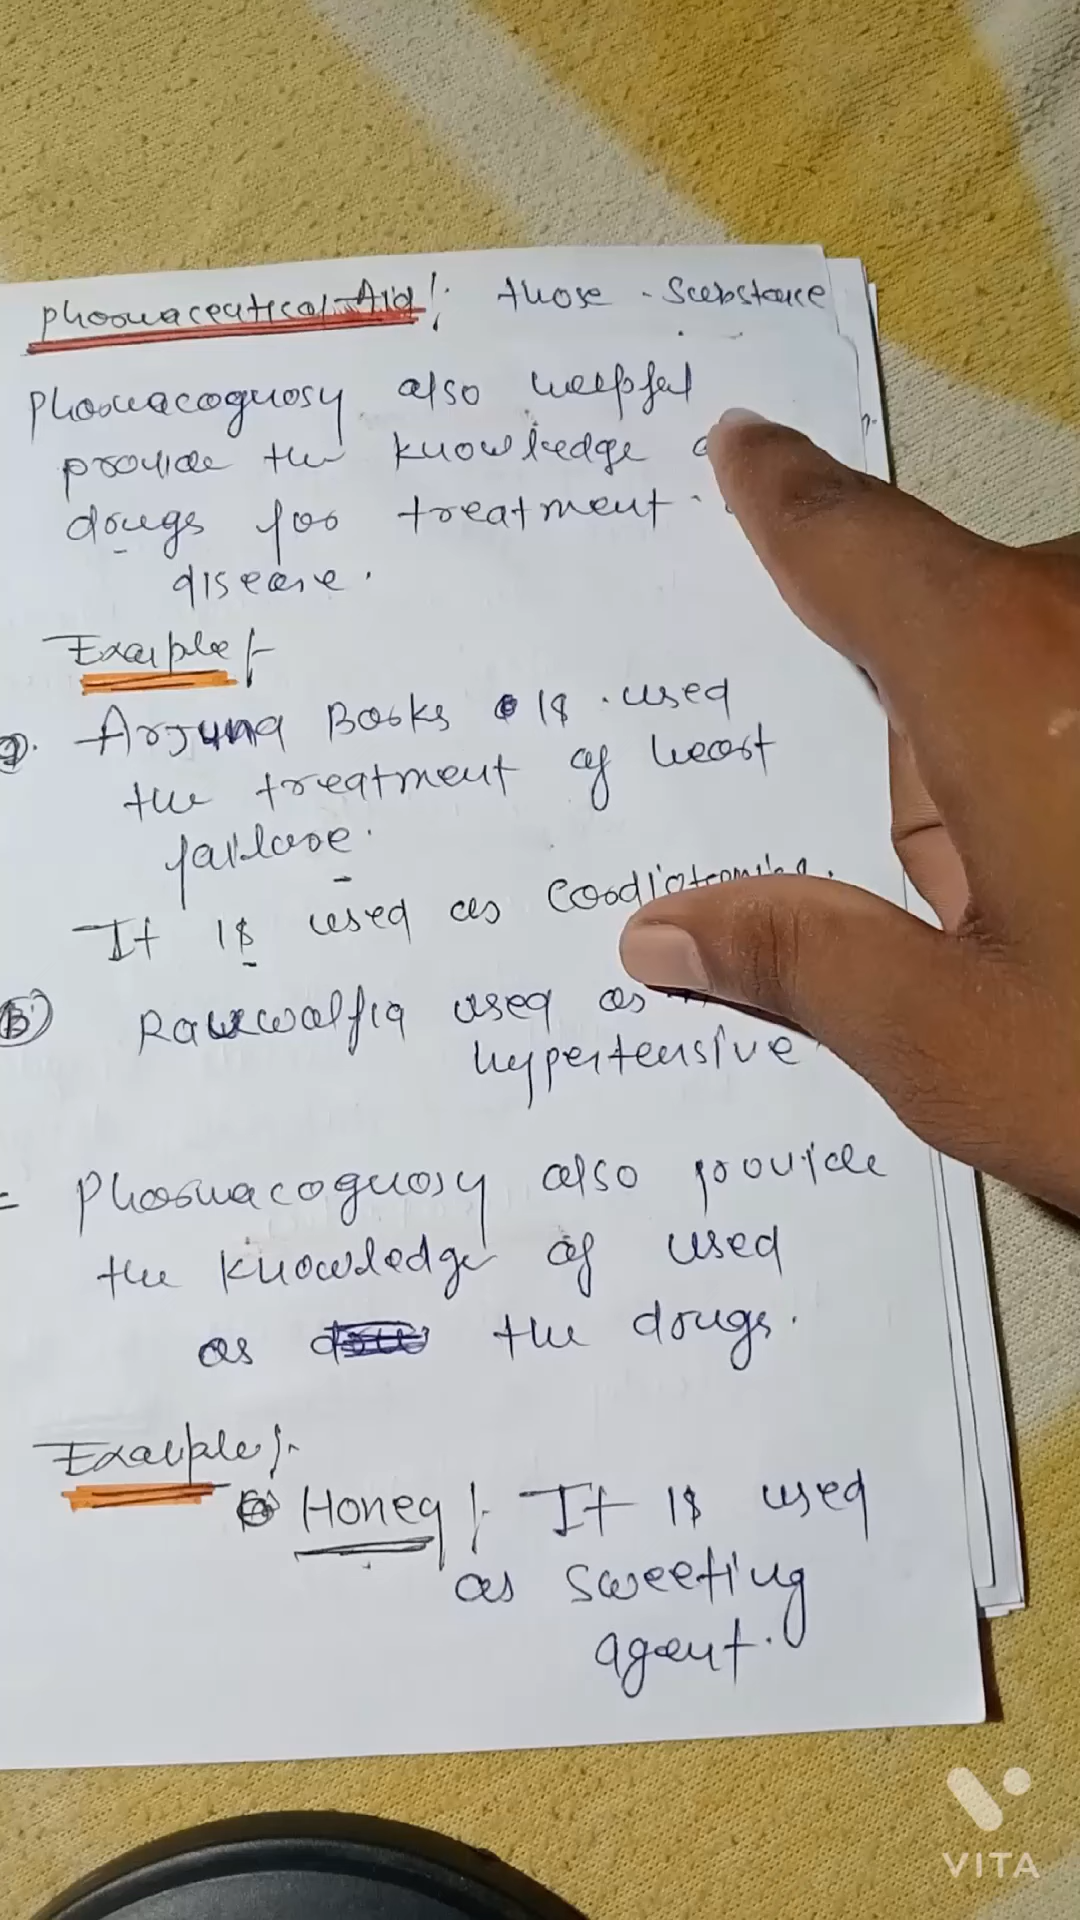 Pharmaceutical Aid :- those substance
Pharmacognosy also helpful
provide the knowledge
drugs for treatment
disease.
Example :-
Arjuna Barks is used
the treatment of heart
failure.
It is used as Cardiotonic.
(B) Rauwolfia used as
hypertensive
= Pharmacognosy also provide
the knowledge of used
as the drugs.
Example :-
Honey :- It is used
as sweeting
agent.
VITA